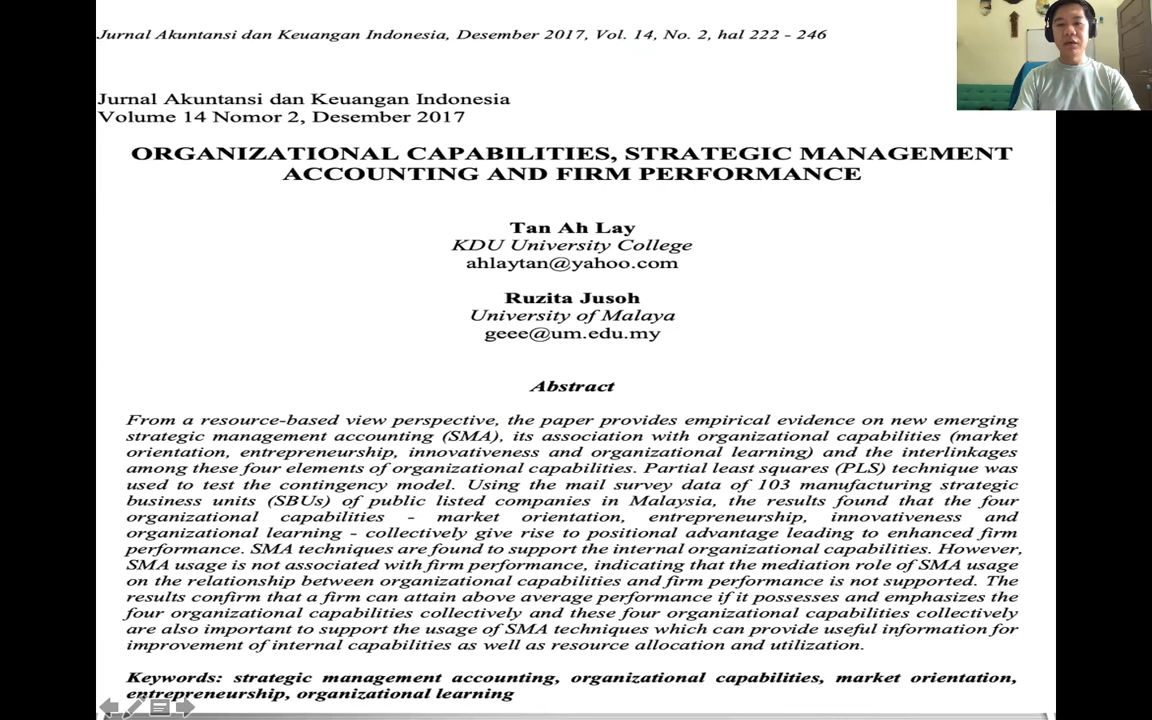 Jurnal Akuntansi dan Keuangan Indonesia, Desember 2017, Vol. 14, No. 2, hal 222 - 246
Jurnal Akuntansi dan Keuangan Indonesia
Volume 14 Nomor 2, Desember 2017
ORGANIZATIONAL CAPABILITIES, STRATEGIC MANAGEMENT
ACCOUNTING AND FIRM PERFORMANCE
Tan Ah Lay
KDU University College
ahlaytan@yahoo.com
Ruzita Jusoh
University of Malaya
geee@um.edu.my
Abstract
From a resource-based view perspective, the paper provides empirical evidence on new emerging
strategic management accounting (SMA), its association with organizational capabilities (market
orientation, entrepreneurship, innovativeness and organizational learning) and the interlinkages
among these four elements of organizational capabilities. Partial least squares (PLS) technique was
used to test the contingency model. Using the mail survey data of 103 manufacturing strategic
business units (SBUs) of public listed companies in Malaysia, the results found that the four
organizational capabilities - market orientation, entrepreneurship, innovativeness and
organizational learning - collectively give rise to positional advantage leading to enhanced firm
performance. SMA techniques are found to support the internal organizational capabilities. However,
SMA usage is not associated with firm performance, indicating that the mediation role of SMA usage
on the relationship between organizational capabilities and firm performance is not supported. The
results confirm that a firm can attain above average performance if it possesses and emphasizes the
four organizational capabilities collectively and these four organizational capabilities collectively
are also important to support the usage of SMA techniques which can provide useful information for
improvement of internal capabilities as well as resource allocation and utilization.
Keywords: strategic management accounting, organizational capabilities, market orientation,
entrepreneurship, organizational learning